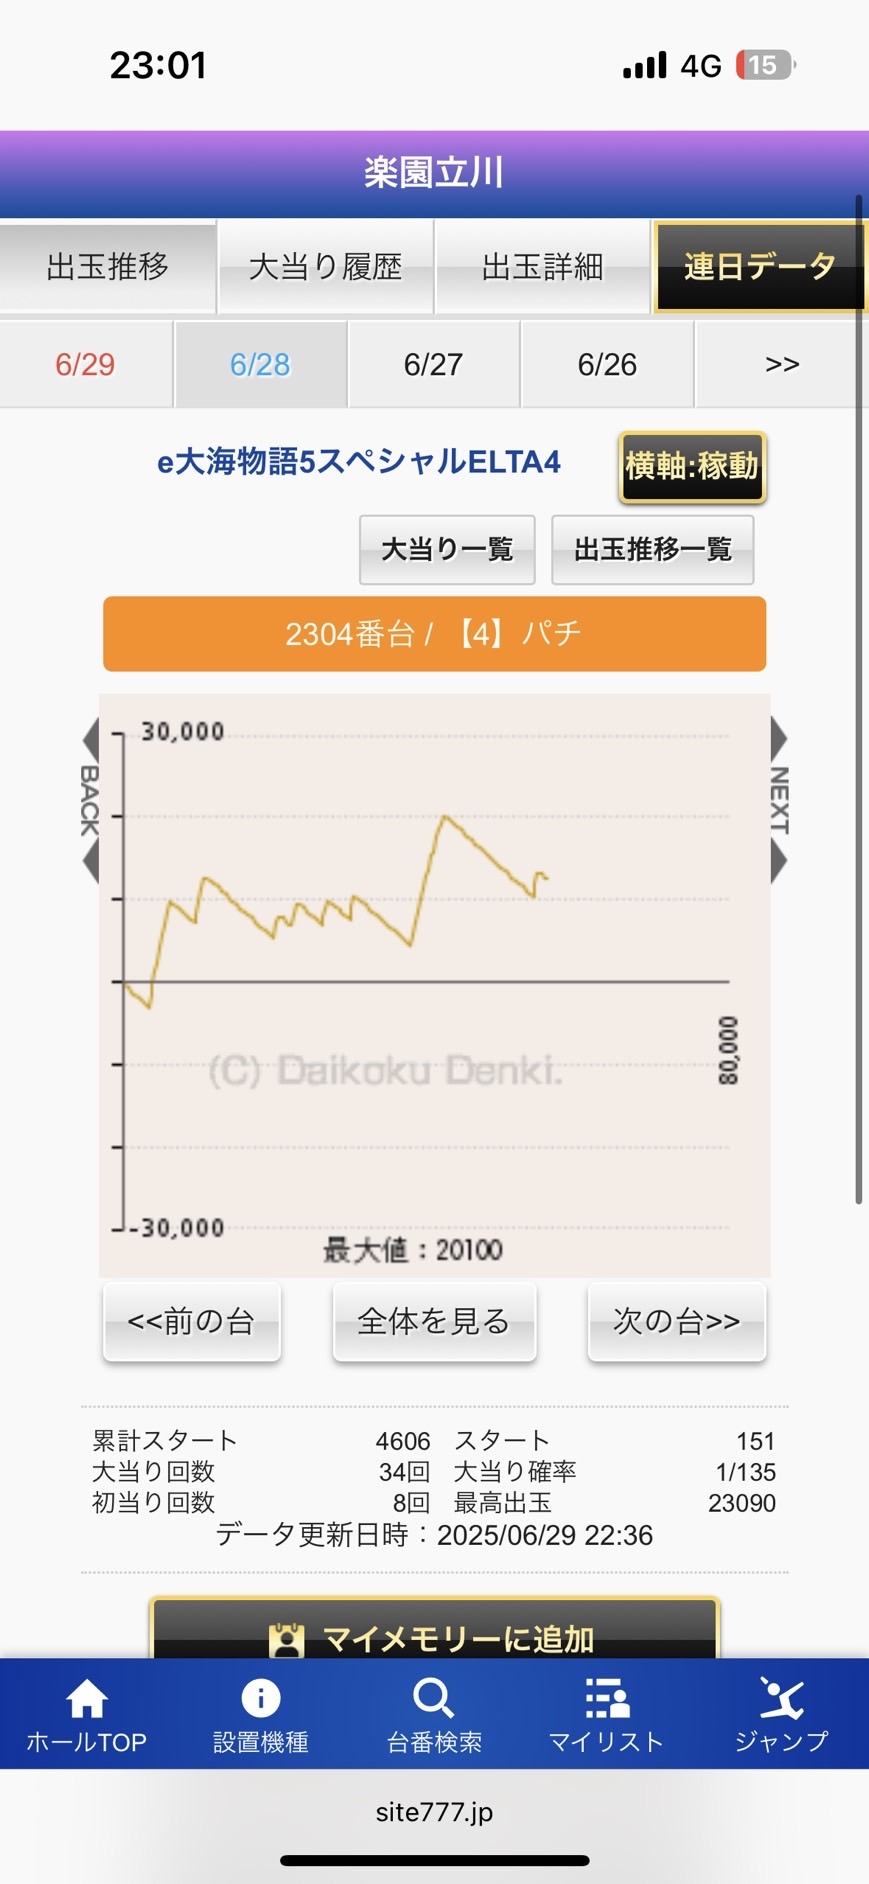 23:01 4G 15
楽園立川
出玉推移 大当り履歴 出玉詳細 連日データ
6/29 6/28 6/27 6/26 >>
e大海物語5スペシャルELTA4 横軸:稼動
大当り一覧 出玉推移一覧
2304番台 / 【4】パチ
30,000
BACK
NEXT
80,000
(C) Daikoku Denki.
-30,000
最大値：20100
<<前の台 全体を見る 次の台>>
累計スタート 4606 スタート 151
大当り回数 34回 大当り確率 1/135
初当り回数 8回 最高出玉 23090
データ更新日時：2025/06/29 22:36
マイメモリーに追加
ホールTOP 設置機種 台番検索 マイリスト ジャンプ
site777.jp